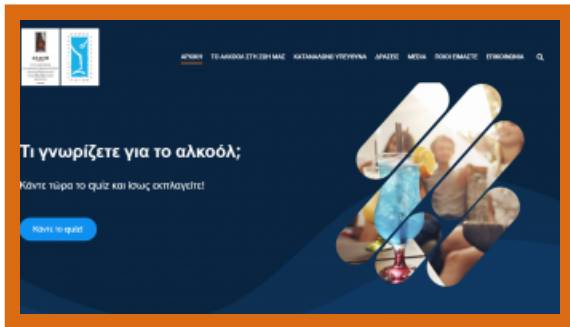 ΑΡΧΙΚΗ ΤΟ ΑΛΚΟΟΛ ΣΤΗ ΖΩΗ ΜΑΣ ΚΑΤΑΝΑΛΩΝΩ ΥΠΕΥΘΥΝΑ ΔΡΑΣΕΙΣ MEDIA ΠΟΙΟΙ ΕΙΜΑΣΤΕ ΕΠΙΚΟΙΝΩΝΙΑ
Τι γνωρίζετε για το αλκοόλ;
Κάντε τώρα το quiz και ίσως εκπλαγείτε!
Κάντε το quiz!